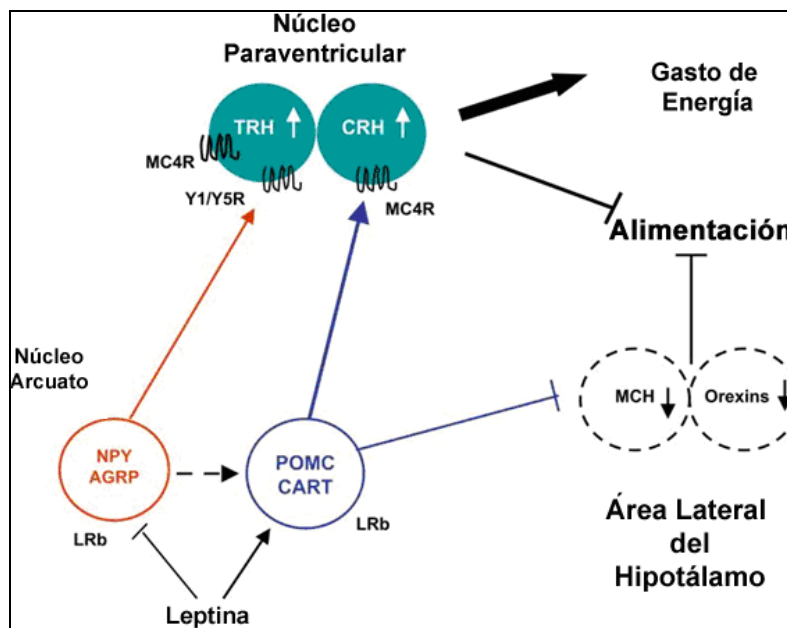 Núcleo
Paraventricular
Gasto de
Energía
TRH
CRH
MC4R
Y1/Y5R
MC4R
Alimentación
Núcleo
Arcuato
MCH
Orexins
NPY
AGRP
POMC
CART
LRb
LRb
Área Lateral
del
Hipotálamo
Leptina